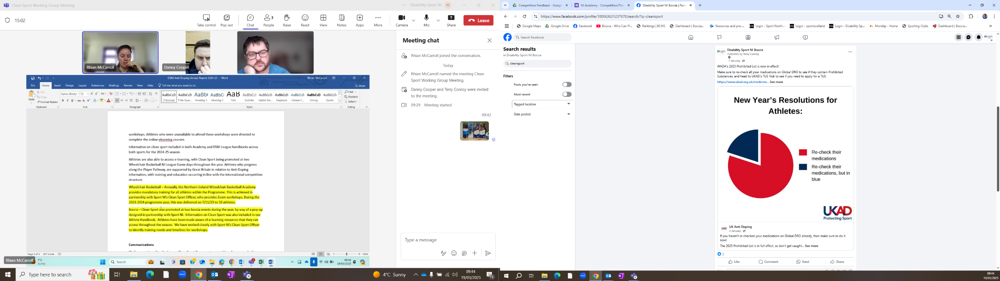 Clean Sport Working Group Meeting
Disability Sport NI TC
15:02
Take control
Pop out
Chat
3
People
Raise
React
View
Notes
Apps
More
Camera
Mic
Share
Leave
Rhian McCarroll
Danny Cooper
DSNI Anti-Doping Annual Report 2024-25 - Word
Rhian McCarroll
File Home Insert Design Layout References Mailings Review View Help Tell me what you want to do
Share
Paste
Cut
Copy
Format Painter
Aptos (Body) 12
AaBbCcD AaBbCcD AaBbC AaBbC AaB AaBbCcl AaBbCcD AaBbCcD AaBbCcD AaBbCcD AaBbCcD
¶ Normal ¶ No Spac... Heading 1 Heading 2 Title Subtitle Subtle Em... Emphasis Intense E... Strong Quote
Find
Replace
Select
Clipboard Font Paragraph Styles Editing
workshops. Athletes who were unavailable to attend these workshops were directed to
complete the online elearning courses.
Information on clean sport included in both Academy and DSNI League handbooks across
both sports for the 2024-25 season.
Athletes are also able to access e-learning, with Clean Sport being promoted at two
Wheelchair Basketball NI League Game days throughout the year. Athletes who progress
along the Player Pathway, are supported by Great Britain in relation to Anti-Doping
information, with training and education occurring in line with the international competition
structure.
Wheelchair Basketball – Annually, the Northern Ireland Wheelchair Basketball Academy
provides mandatory training for all athletes within the Programme. This is achieved in
partnership with Sport NI's Clean Sport Officer, who provides Zoom workshops. During the
2023-2024 programme year, this was delivered on 7/11/23 to 10 athletes.
Boccia – Clean Sport was promoted at two boccia events during the year, by way of a pop-up
designed in partnership with Sport NI. Information on Clean Sport was also included in our
Athlete Handbook. Athletes have been made aware of e-learning resources that they can
access throughout the season. We have worked closely with Sport NI's Clean Sport Officer
to identify training needs and timelines for workshops.
Communications
Page 2 of 3 627 words
100%
Rhian McCarroll
7°C
Sunny
Search
09:44
19/03/2025
Meeting chat
Rhian McCarroll joined the conversation.
Today
Rhian McCarroll named the meeting Clean
Sport Working Group Meeting.
Danny Cooper and Terry Conroy were invited
to the meeting.
09:29 Meeting started
09:42
Type a message
Type here to search
4°C Sunny
09:44
19/03/2025
13
Competition Feedback - Google
NI Academy - Competition/Trai
Disability Sport NI Boccia | Face
https://www.facebook.com/profile/100063631237670/search/?q=cleansport
Google Maps
Google Drive
Facebook
Boccia - Who Can Pl...
Rankings | BCMS
Dashboard | Boccia...
Resources and pre-...
Login - Sport North...
Login - sportscotland
Login - Disability Sp...
Monday - Home
Sporting Clubs
Dashboard | Boccia...
Search Facebook
Search results
in Disability Sport NI Boccia
cleansport
Filters
Posts you've seen
Most recent
Tagged location
Date posted
Disability Sport NI Boccia
Published by Terry Conroy
7 January
WADA's 2025 Prohibited List is now in effect!
Make sure to re-check all your medications on Global DRO to see if they contain Prohibited
Substances, and head to UKAD's TUE Hub to see if you need to apply for a TUE.
https://www.ukad.org.uk/medicine... See more
New Year's Resolutions for
Athletes:
Re-check their
medications
Re-check their
medications, but in
blue
UKAD
Protecting Sport
UK Anti-Doping
3 January
If you haven't re-checked your medications on Global DRO already, then make sure to do it
now!
The 2025 Prohibited List is in full effect, so don't get caught... See more
3
Like
Comment
Send
Share
09:44
19/03/2025